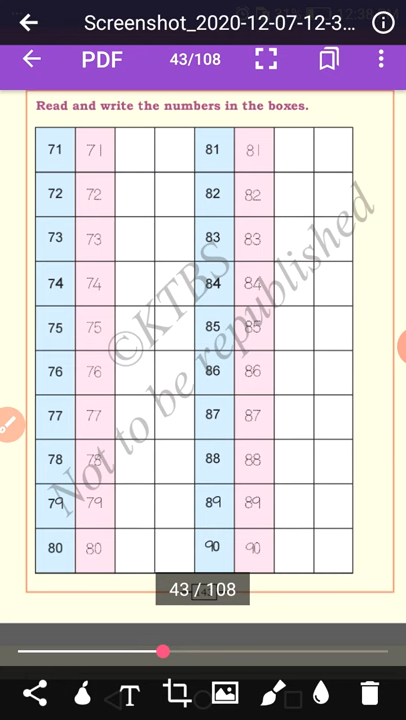 Screenshot_2020-12-07-12-3...
PDF 43/108
Read and write the numbers in the boxes.
71 71 81 81
72 72 82 82
73 73 83 83
74 74 84 84
75 75 85 85
76 76 86 86
77 77 87 87
78 78 88 88
79 79 89 89
80 80 90 90
©KTBS
Not to be republished
43 / 108
T